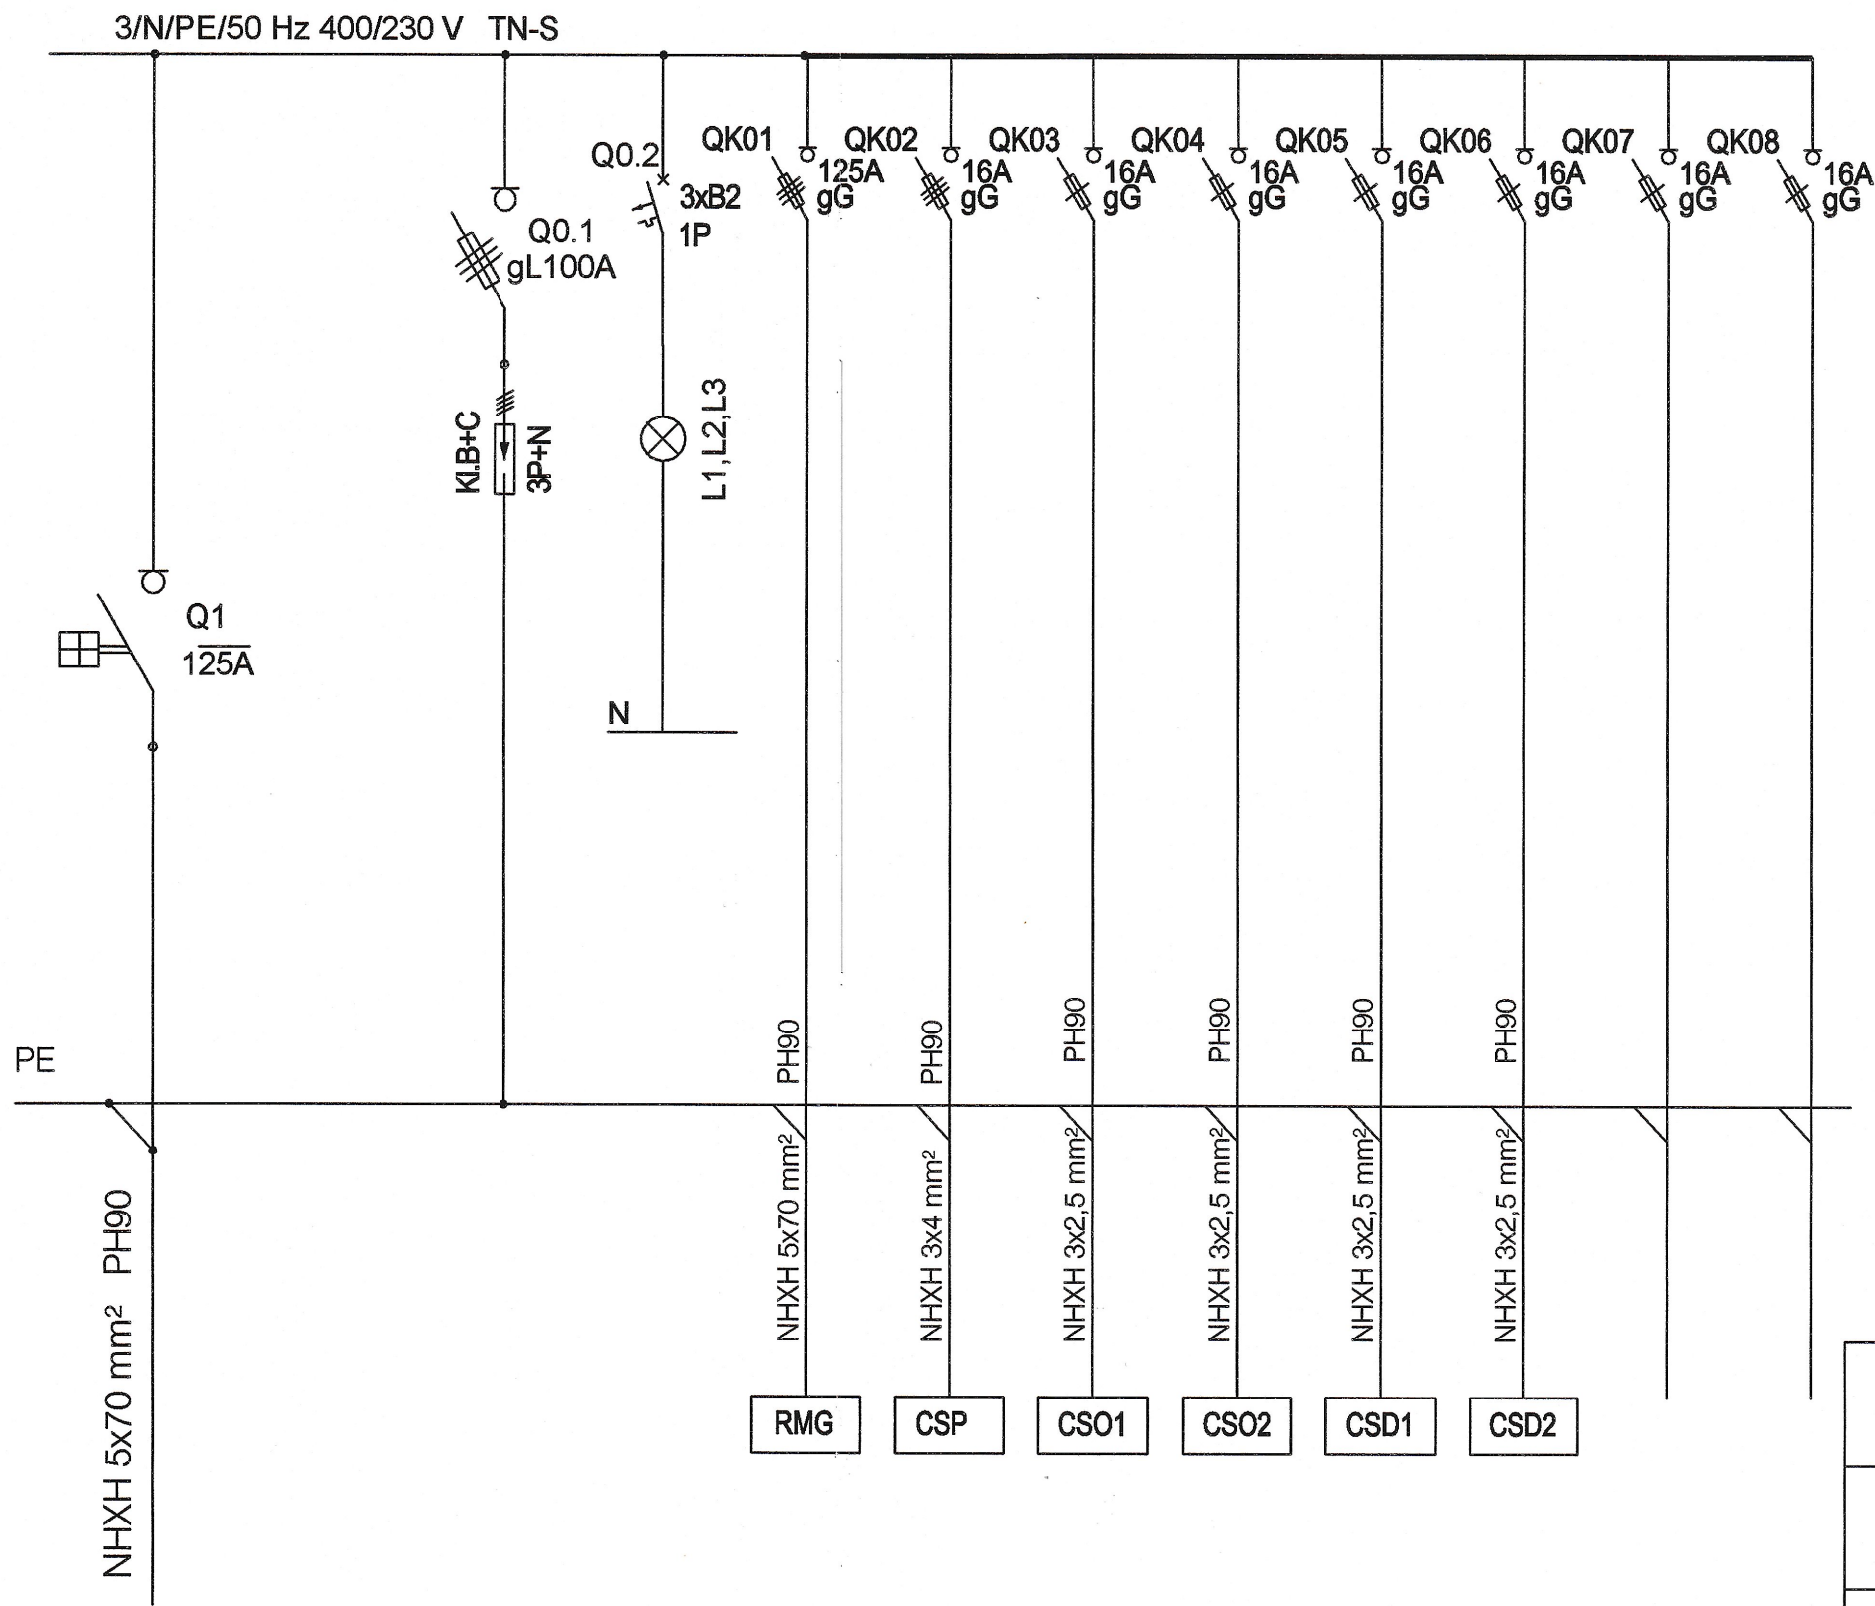 3/N/PE/50 Hz 400/230 V TN-S
Q1
125A
Q0.1
gL100A
Kl.B+C
3P+N
Q0.2
3xB2
1P
L1,L2,L3
N
QK01
125A
gG
QK02
16A
gG
QK03
16A
gG
QK04
16A
gG
QK05
16A
gG
QK06
16A
gG
QK07
16A
gG
QK08
16A
gG
PE
NHXH 5x70 mm² PH90
PH90
NHXH 5x70 mm²
RMG
PH90
NHXH 3x4 mm²
CSP
PH90
NHXH 3x2,5 mm²
CSO1
PH90
NHXH 3x2,5 mm²
CSO2
PH90
NHXH 3x2,5 mm²
CSD1
PH90
NHXH 3x2,5 mm²
CSD2